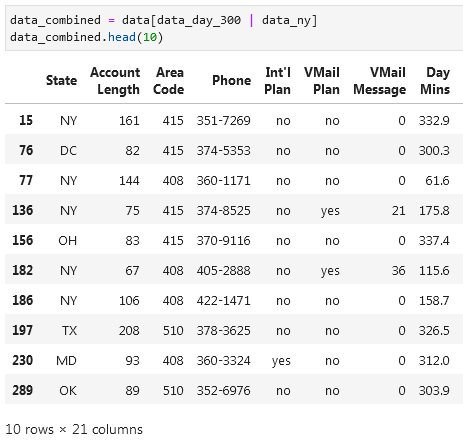 data_combined = data[data_day_300 | data_ny]
data_combined.head(10)
State Account Length Area Code Phone Int'l Plan VMail Plan VMail Message Day Mins
15 NY 161 415 351-7269 no no 0 332.9
76 DC 82 415 374-5353 no no 0 300.3
77 NY 144 408 360-1171 no no 0 61.6
136 NY 75 415 374-8525 no yes 21 175.8
156 OH 83 415 370-9116 no no 0 337.4
182 NY 67 408 405-2888 no yes 36 115.6
186 NY 106 408 422-1471 no no 0 158.7
197 TX 208 510 378-3625 no no 0 326.5
230 MD 93 408 360-3324 yes no 0 312.0
289 OK 89 510 352-6976 no no 0 303.9
10 rows × 21 columns